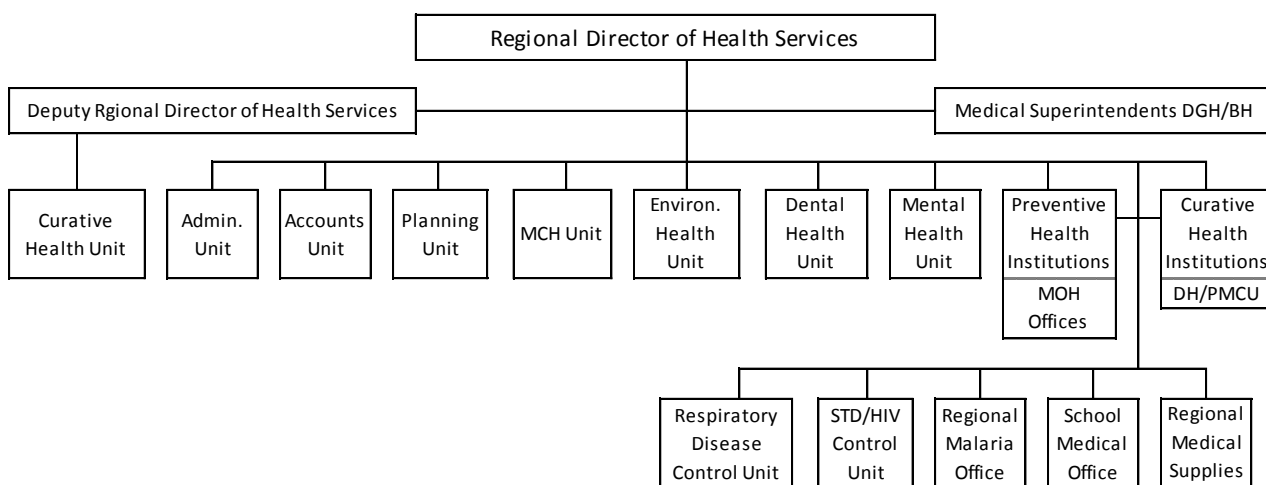 Regional Director of Health Services
Deputy Rgional Director of Health Services
Medical Superintendents DGH/BH
Curative
Health Unit
Admin.
Unit
Accounts
Unit
Planning
Unit
MCH Unit
Environ.
Health
Unit
Dental
Health
Unit
Mental
Health
Unit
Preventive
Health
Institutions
MOH
Offices
Curative
Health
Institutions
DH/PMCU
Respiratory
Disease
Control Unit
STD/HIV
Control
Unit
Regional
Malaria
Office
School
Medical
Office
Regional
Medical
Supplies